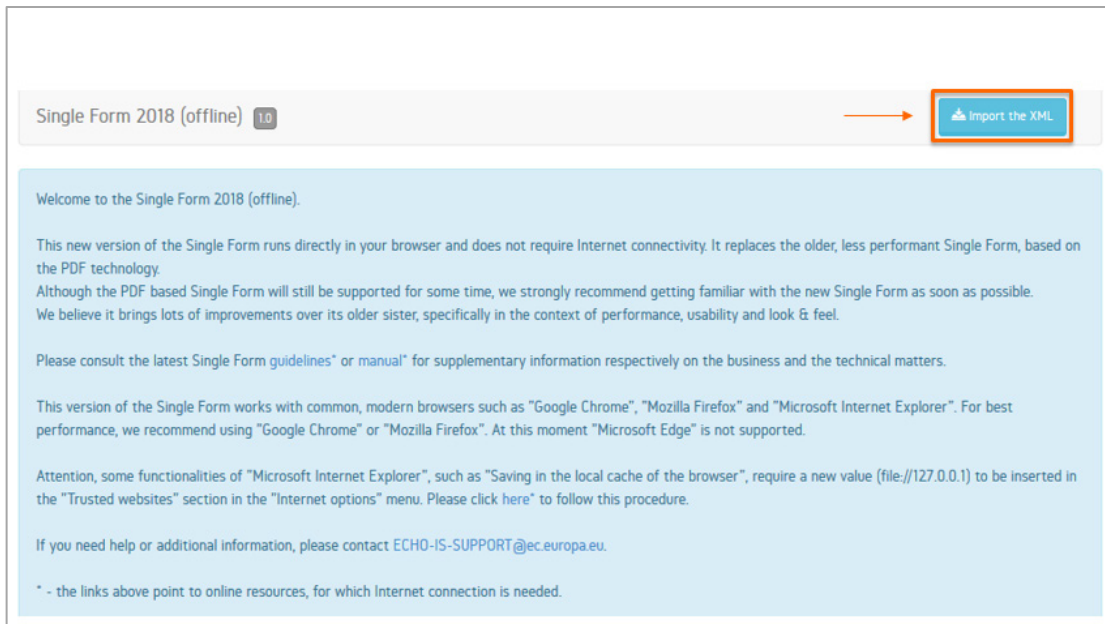 Single Form 2018 (offline) 1.0
Import the XML
Welcome to the Single Form 2018 (offline).
This new version of the Single Form runs directly in your browser and does not require Internet connectivity. It replaces the older, less performant Single Form, based on
the PDF technology.
Although the PDF based Single Form will still be supported for some time, we strongly recommend getting familiar with the new Single Form as soon as possible.
We believe it brings lots of improvements over its older sister, specifically in the context of performance, usability and look & feel.
Please consult the latest Single Form guidelines* or manual* for supplementary information respectively on the business and the technical matters.
This version of the Single Form works with common, modern browsers such as "Google Chrome", "Mozilla Firefox" and "Microsoft Internet Explorer". For best
performance, we recommend using "Google Chrome" or "Mozilla Firefox". At this moment "Microsoft Edge" is not supported.
Attention, some functionalities of "Microsoft Internet Explorer", such as "Saving in the local cache of the browser", require a new value (file://127.0.0.1) to be inserted in
the "Trusted websites" section in the "Internet options" menu. Please click here* to follow this procedure.
If you need help or additional information, please contact ECHO-IS-SUPPORT@ec.europa.eu.
* - the links above point to online resources, for which Internet connection is needed.